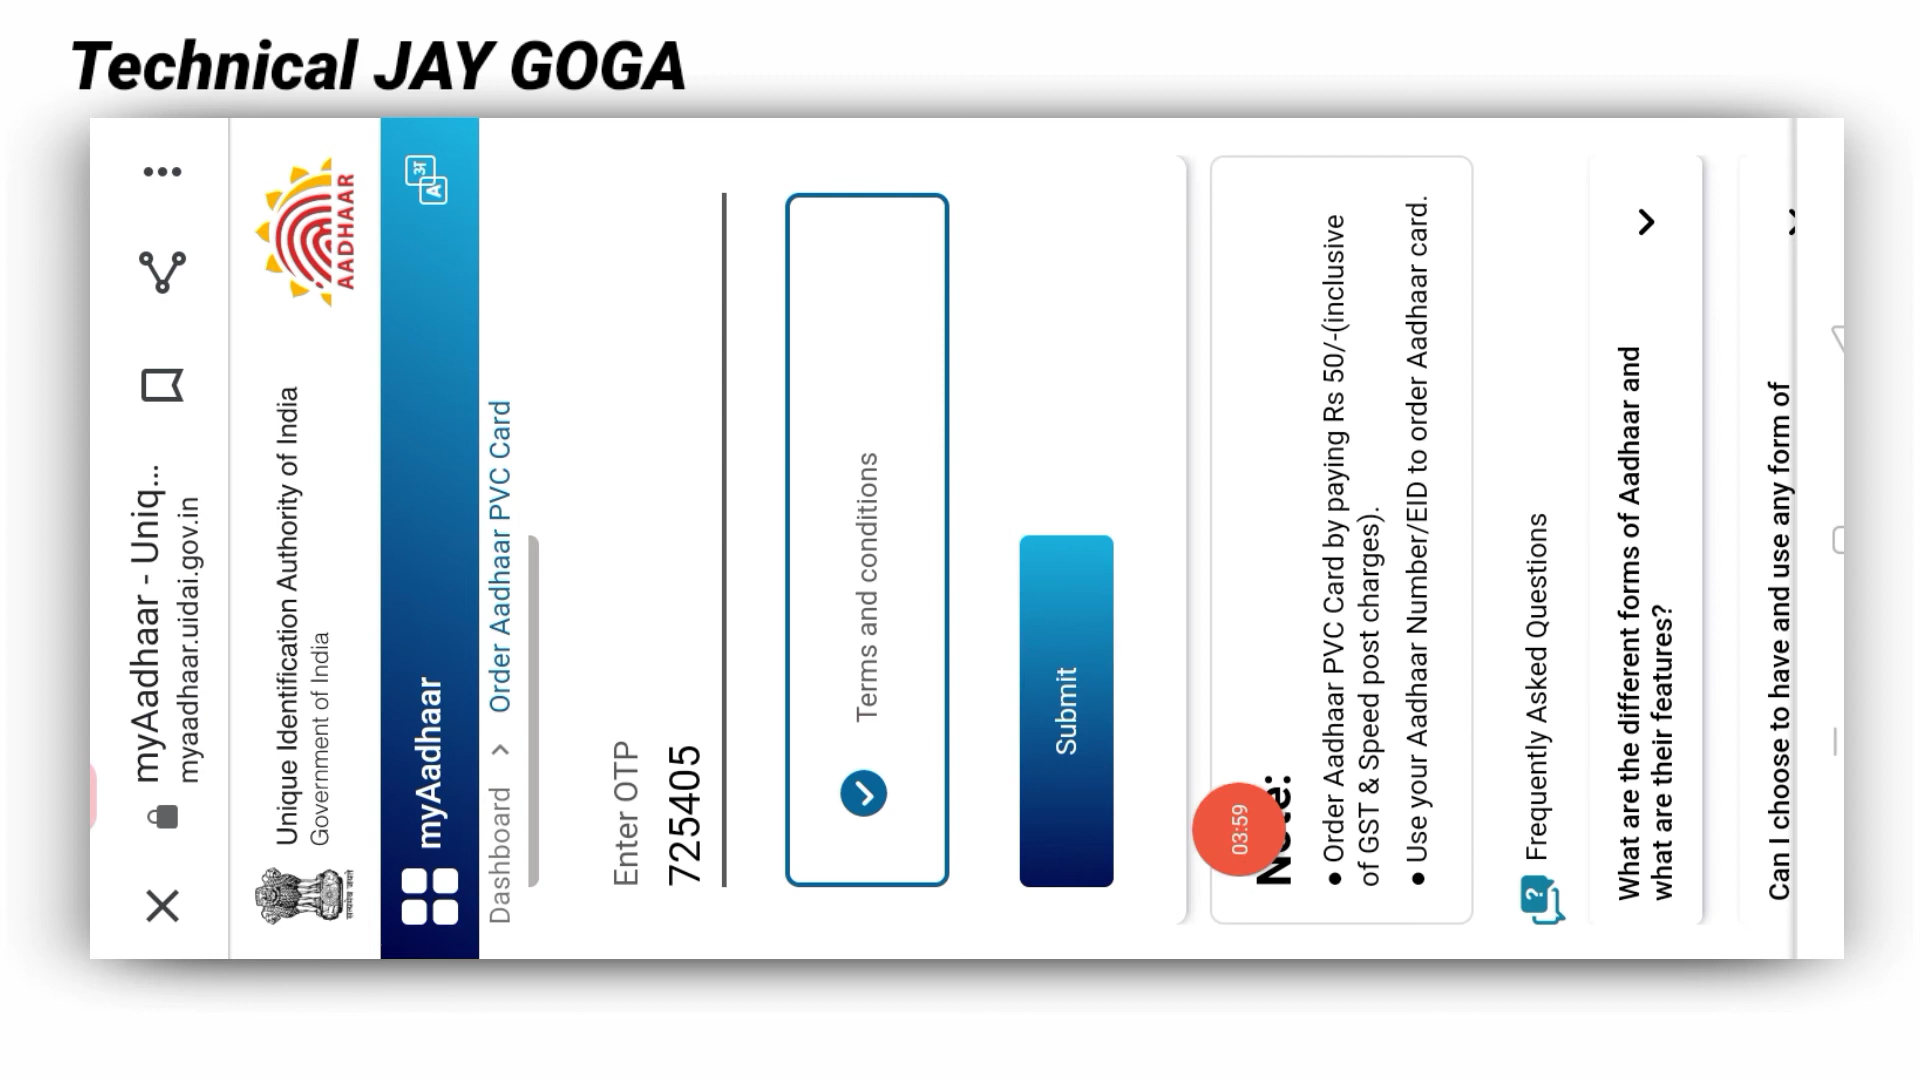 Technical JAY GOGA
myAadhaar - Uniq...
myaadhaar.uidai.gov.in
सत्यमेव जयते
Unique Identification Authority of India
Government of India
AADHAAR
myAadhaar
A अ
Dashboard > Order Aadhaar PVC Card
Enter OTP
725405
Terms and conditions
Submit
03:59
Note:
• Order Aadhaar PVC Card by paying Rs 50/-(inclusive
of GST & Speed post charges).
• Use your Aadhaar Number/EID to order Aadhaar card.
Frequently Asked Questions
What are the different forms of Aadhaar and
what are their features?
Can I choose to have and use any form of